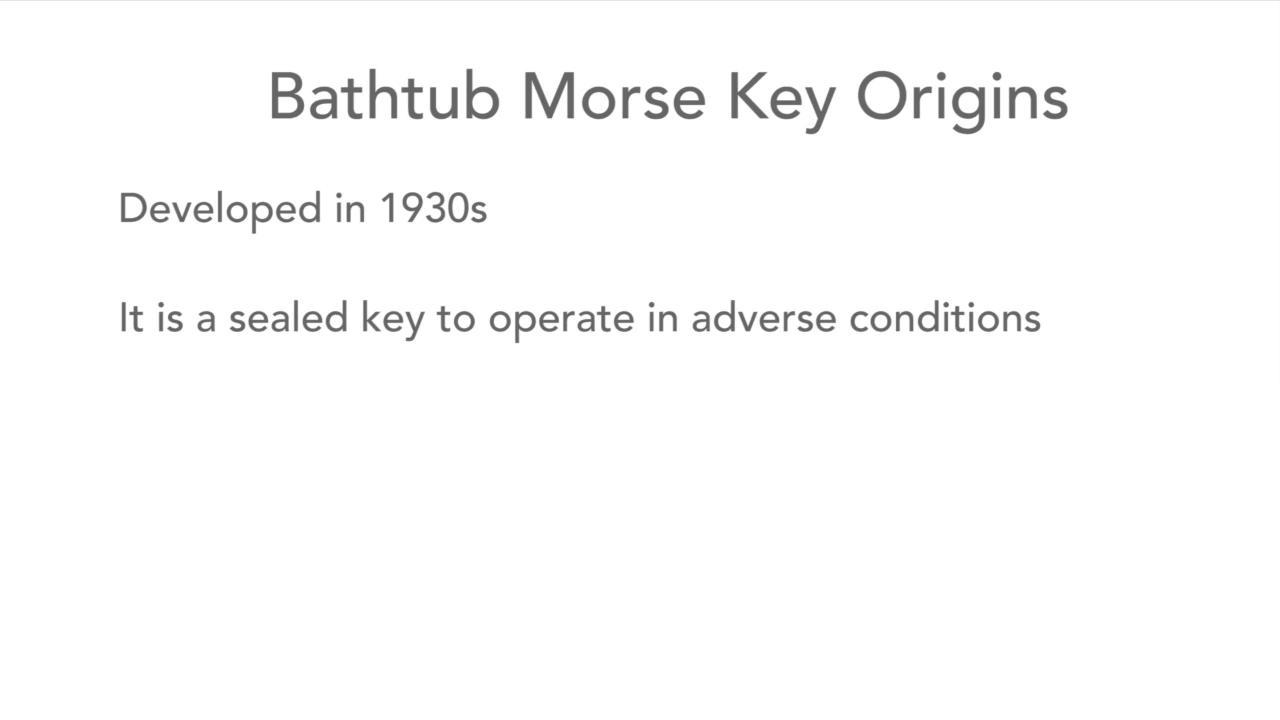 Bathtub Morse Key Origins
Developed in 1930s
It is a sealed key to operate in adverse conditions